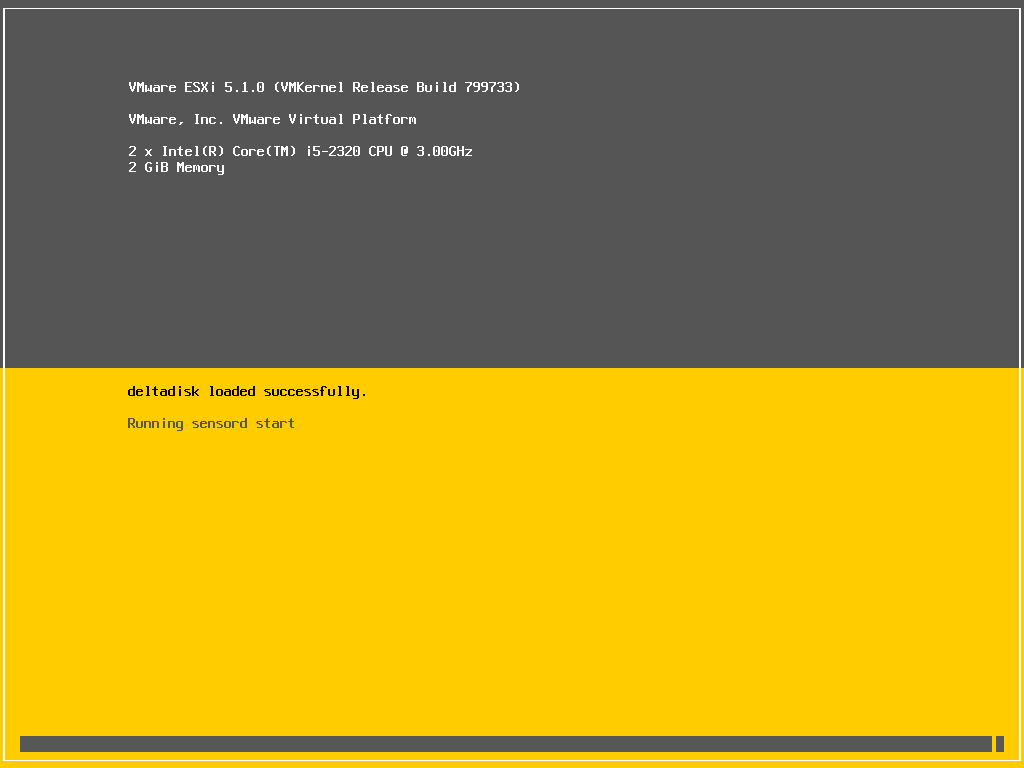 VMware ESXi 5.1.0 (VMKernel Release Build 799733)
VMware, Inc. VMware Virtual Platform
2 x Intel(R) Core(TM) i5-2320 CPU @ 3.00GHz
2 GiB Memory
deltadisk loaded successfully.
Running sensord start